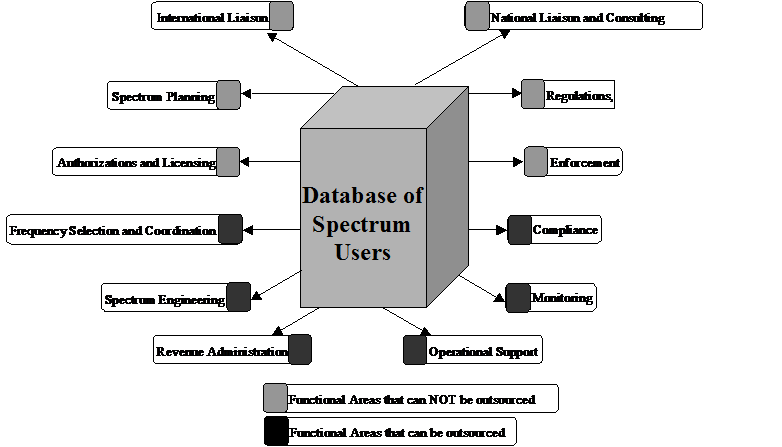 International Liaison
National Liaison and Consulting
Spectrum Planning
Regulations,
Authorizations and Licensing
Enforcement
Database of
Spectrum
Users
Frequency Selection and Coordination
Compliance
Spectrum Engineering
Monitoring
Revenue Administration
Operational Support
Functional Areas that can NOT be outsourced
Functional Areas that can be outsourced